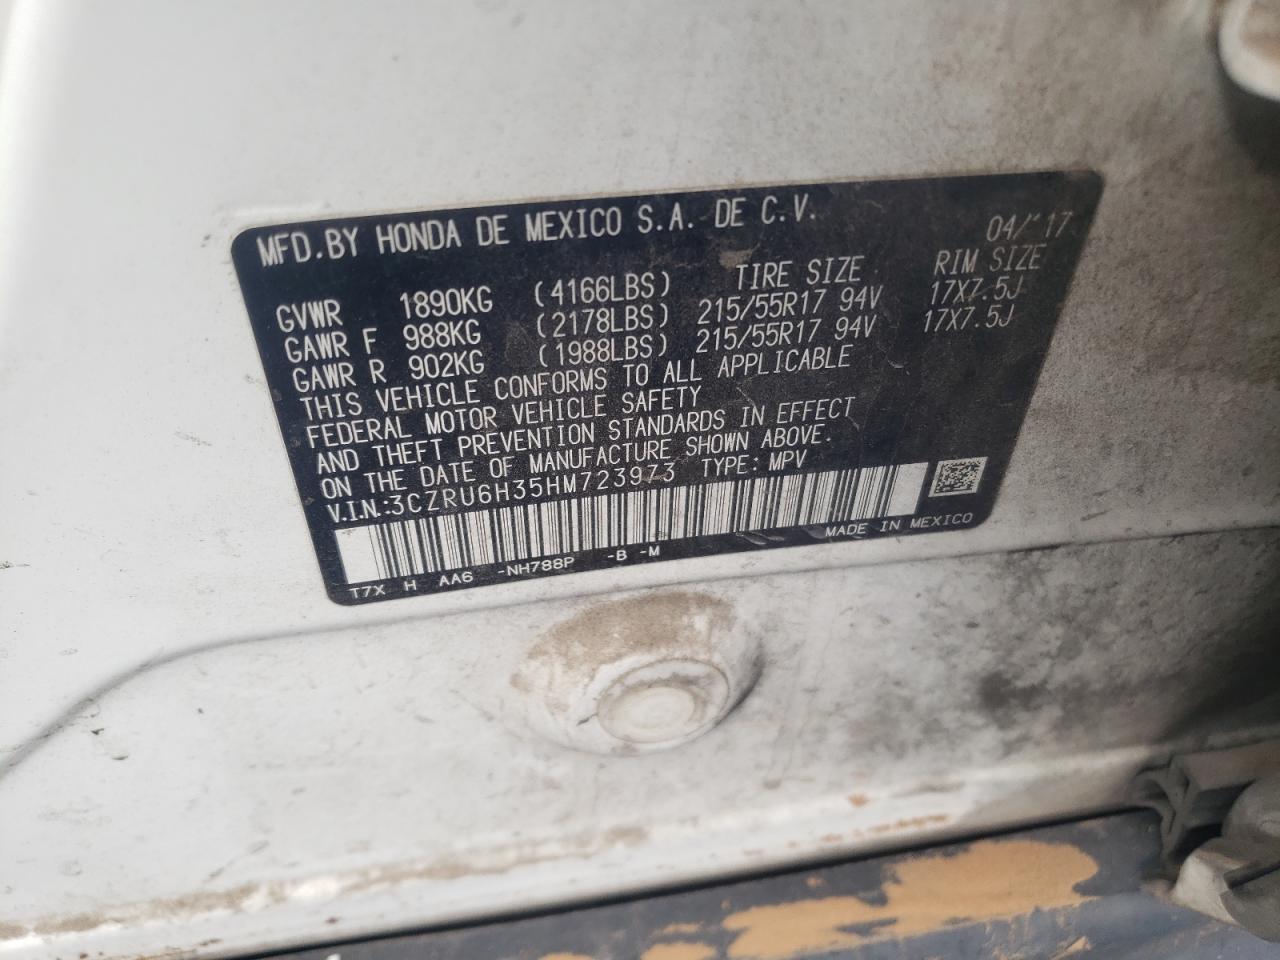 MFD.BY HONDA DE MEXICO S.A. DE C.V. 04/'17
TIRE SIZE RIM SIZE
GVWR 1890KG (4166LBS)
GAWR F 988KG (2178LBS) 215/55R17 94V 17X7.5J
GAWR R 902KG (1988LBS) 215/55R17 94V 17X7.5J
THIS VEHICLE CONFORMS TO ALL APPLICABLE
FEDERAL MOTOR VEHICLE SAFETY
AND THEFT PREVENTION STANDARDS IN EFFECT
ON THE DATE OF MANUFACTURE SHOWN ABOVE.
V.I.N.:3CZRU6H35HM723973 TYPE:MPV
MADE IN MEXICO
T7X H AA6 -NH788P -B -M